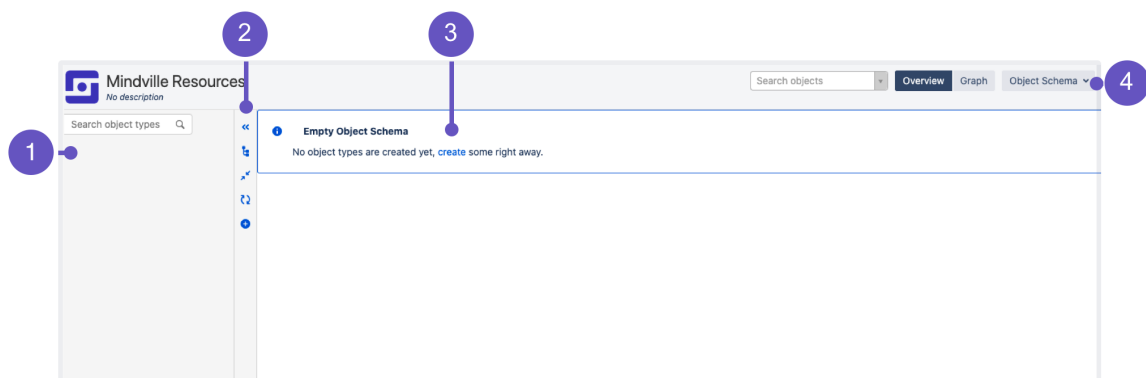 2
3
Mindville Resources
No description
Search objects
Overview
Graph
Object Schema
4
Search object types
Empty Object Schema
No object types are created yet, create some right away.
1